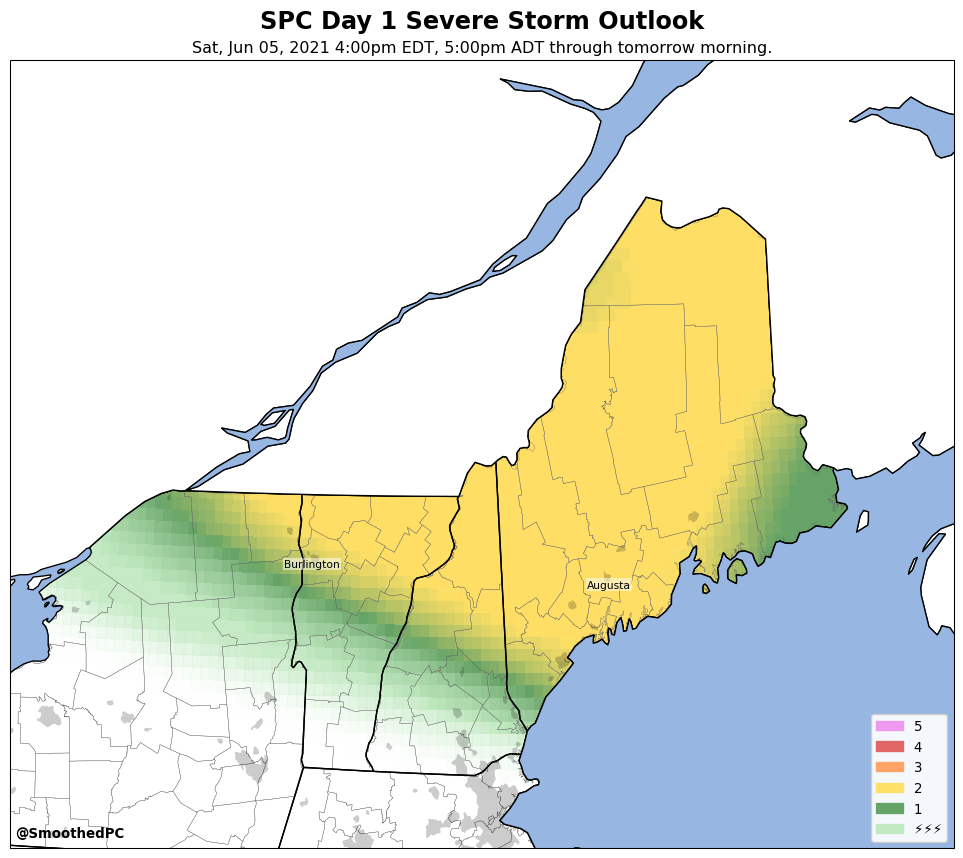 SPC Day 1 Severe Storm Outlook
Sat, Jun 05, 2021 4:00pm EDT, 5:00pm ADT through tomorrow morning.
Burlington
Augusta
5
4
3
2
1
⚡⚡⚡
@SmoothedPC